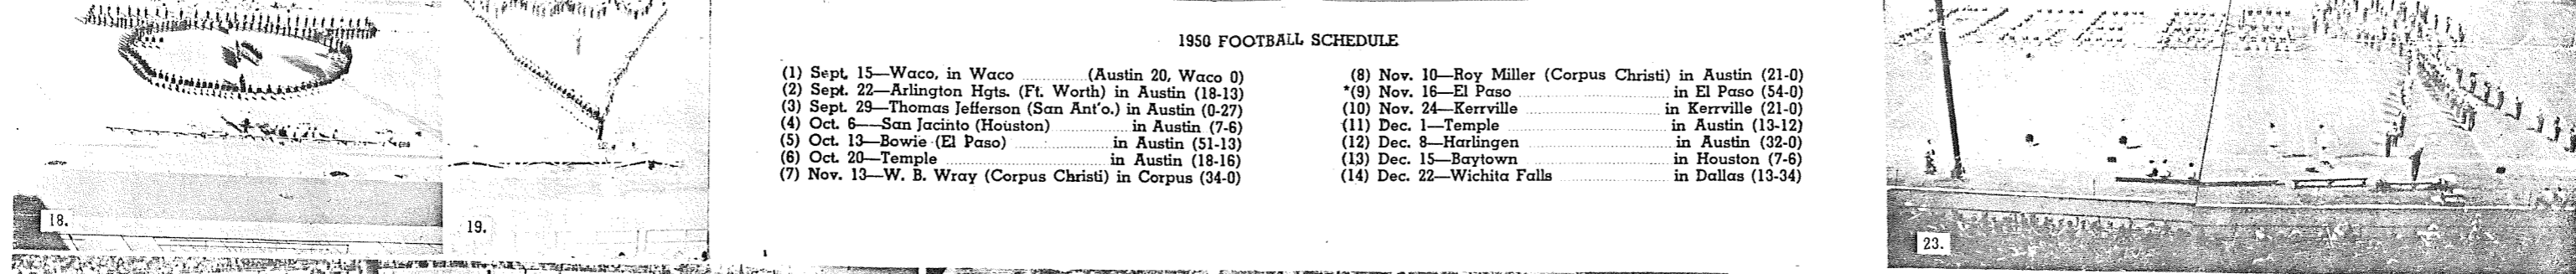 1950 FOOTBALL SCHEDULE
(1) Sept. 15—Waco, in Waco ............ (Austin 20, Waco 0)
(2) Sept. 22—Arlington Hgts. (Ft. Worth) in Austin (18-13)
(3) Sept. 29—Thomas Jefferson (San Ant'o.) in Austin (0-27)
(4) Oct. 6—San Jacinto (Houston) ............ in Austin (7-6)
(5) Oct. 13—Bowie (El Paso) ............ in Austin (51-13)
(6) Oct. 20—Temple ............ in Austin (18-16)
(7) Nov. 13—W. B. Wray (Corpus Christi) in Corpus (34-0)
(8) Nov. 10—Roy Miller (Corpus Christi) in Austin (21-0)
*(9) Nov. 16—El Paso ............ in El Paso (54-0)
(10) Nov. 24—Kerrville ............ in Kerrville (21-0)
(11) Dec. 1—Temple ............ in Austin (13-12)
(12) Dec. 8—Harlingen ............ in Austin (32-0)
(13) Dec. 15—Baytown ............ in Houston (7-6)
(14) Dec. 22—Wichita Falls ............ in Dallas (13-34)
18.
19.
23.